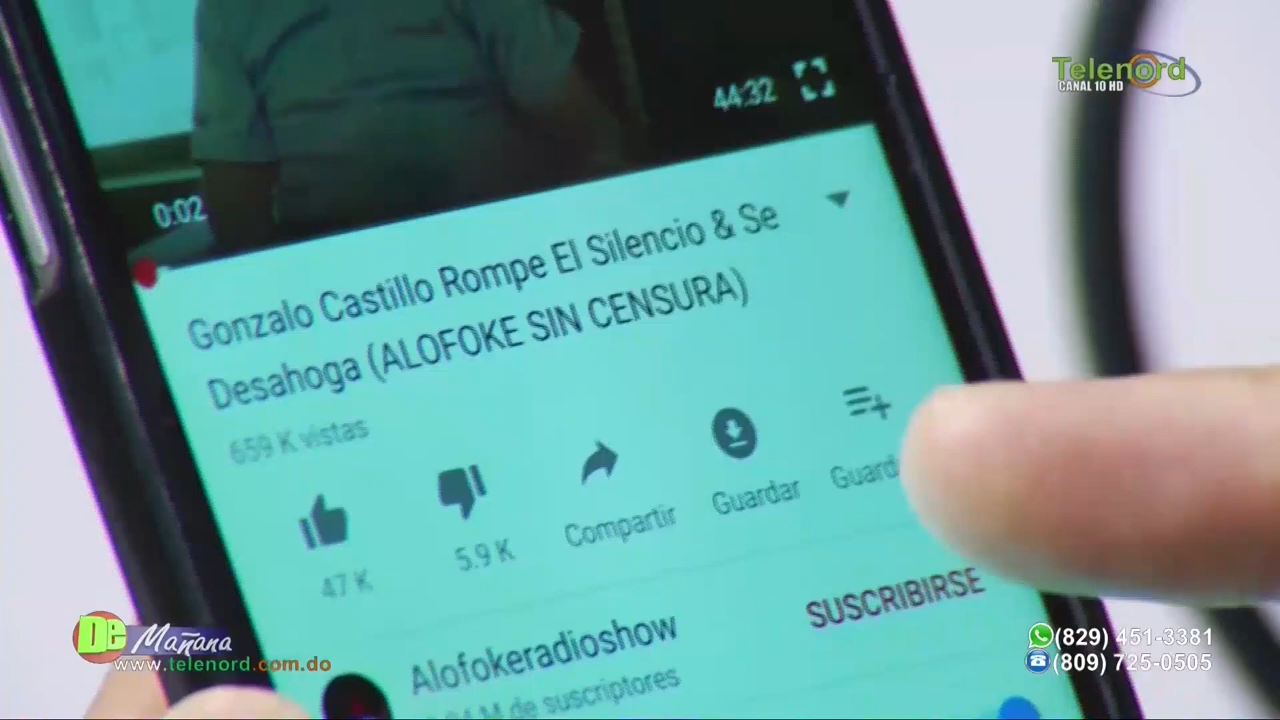 Telenord
CANAL 10 HD
44:32
0:02
Gonzalo Castillo Rompe El Silencio & Se
Desahoga (ALOFOKE SIN CENSURA)
659 K vistas
47 K
5.9 K
Compartir
Guardar
SUSCRIBIRSE
Alofokeradioshow
M de suscriptores
De Mañana
www.telenord.com.do
(829) 451-3381
(809) 725-0505